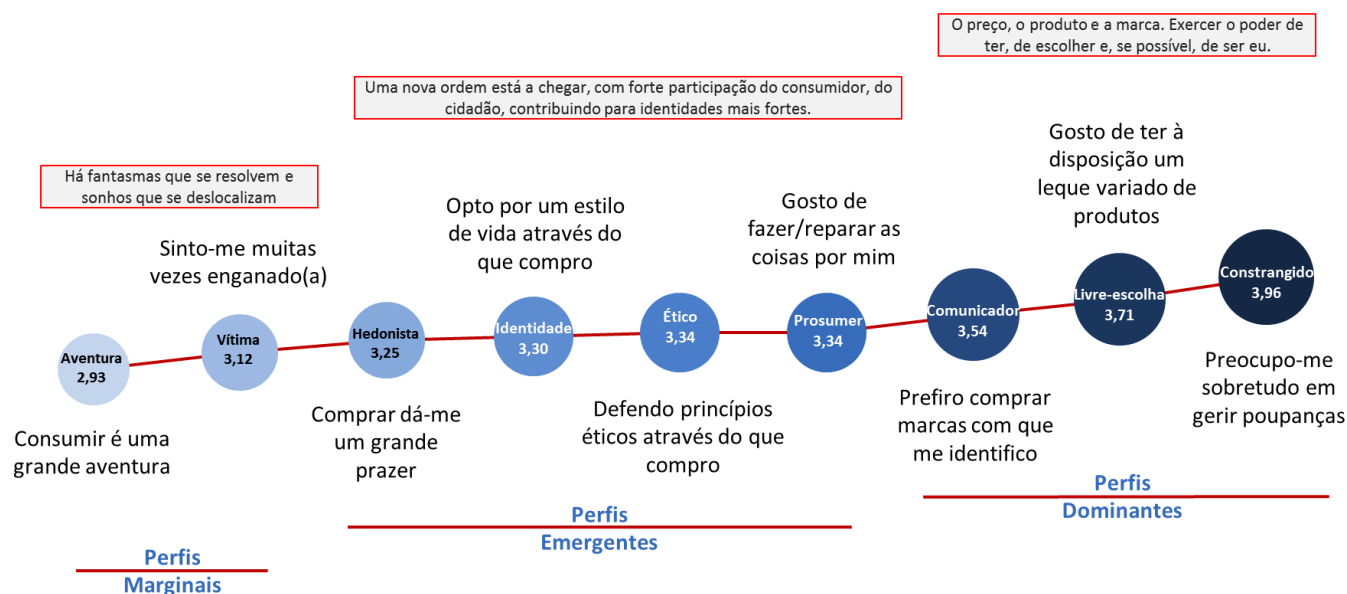 O preço, o produto e a marca. Exercer o poder de
ter, de escolher e, se possível, de ser eu.
Uma nova ordem está a chegar, com forte participação do consumidor, do
cidadão, contribuindo para identidades mais fortes.
Há fantasmas que se resolvem e
sonhos que se deslocalizam
Aventura
2,93
Consumir é uma
grande aventura
Sinto-me muitas
vezes enganado(a)
Vítima
3,12
Hedonista
3,25
Comprar dá-me
um grande
prazer
Opto por um estilo
de vida através do
que compro
Identidade
3,30
Ético
3,34
Defendo princípios
éticos através do que
compro
Gosto de
fazer/reparar as
coisas por mim
Prosumer
3,34
Comunicador
3,54
Prefiro comprar
marcas com que
me identifico
Gosto de ter à
disposição um
leque variado de
produtos
Livre-escolha
3,71
Constrangido
3,96
Preocupo-me
sobretudo em
gerir poupanças
Perfis
Marginais
Perfis
Emergentes
Perfis
Dominantes